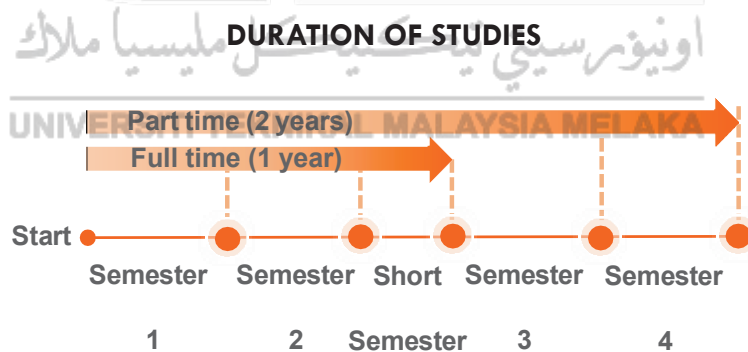 DURATION OF STUDIES
اونيۏرسيتي تيكنيكل مليسيا ملاك
UNIVERSITI TEKNIKAL MALAYSIA MELAKA
Part time (2 years)
Full time (1 year)
Start
Semester Semester Short Semester Semester
1 2 Semester 3 4